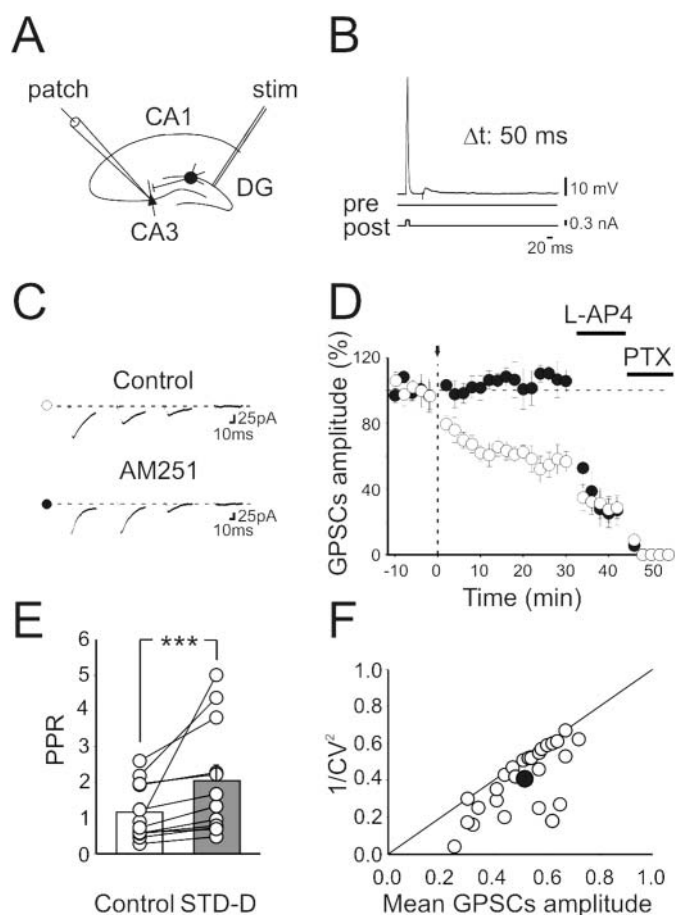 A
patch
stim
CA1
DG
CA3
B
Δt: 50 ms
10 mV
pre
post
0.3 nA
20 ms
C
Control
25pA
10ms
AM251
25pA
10ms
D
L-AP4
PTX
GPSCs amplitude (%)
120
80
40
0
-10 0 10 20 30 40 50
Time (min)
E
***
PPR
6
5
4
3
2
1
0
Control STD-D
F
1/CV²
1.0
0.8
0.6
0.4
0.2
0.0
0.0 0.2 0.4 0.6 0.8 1.0
Mean GPSCs amplitude